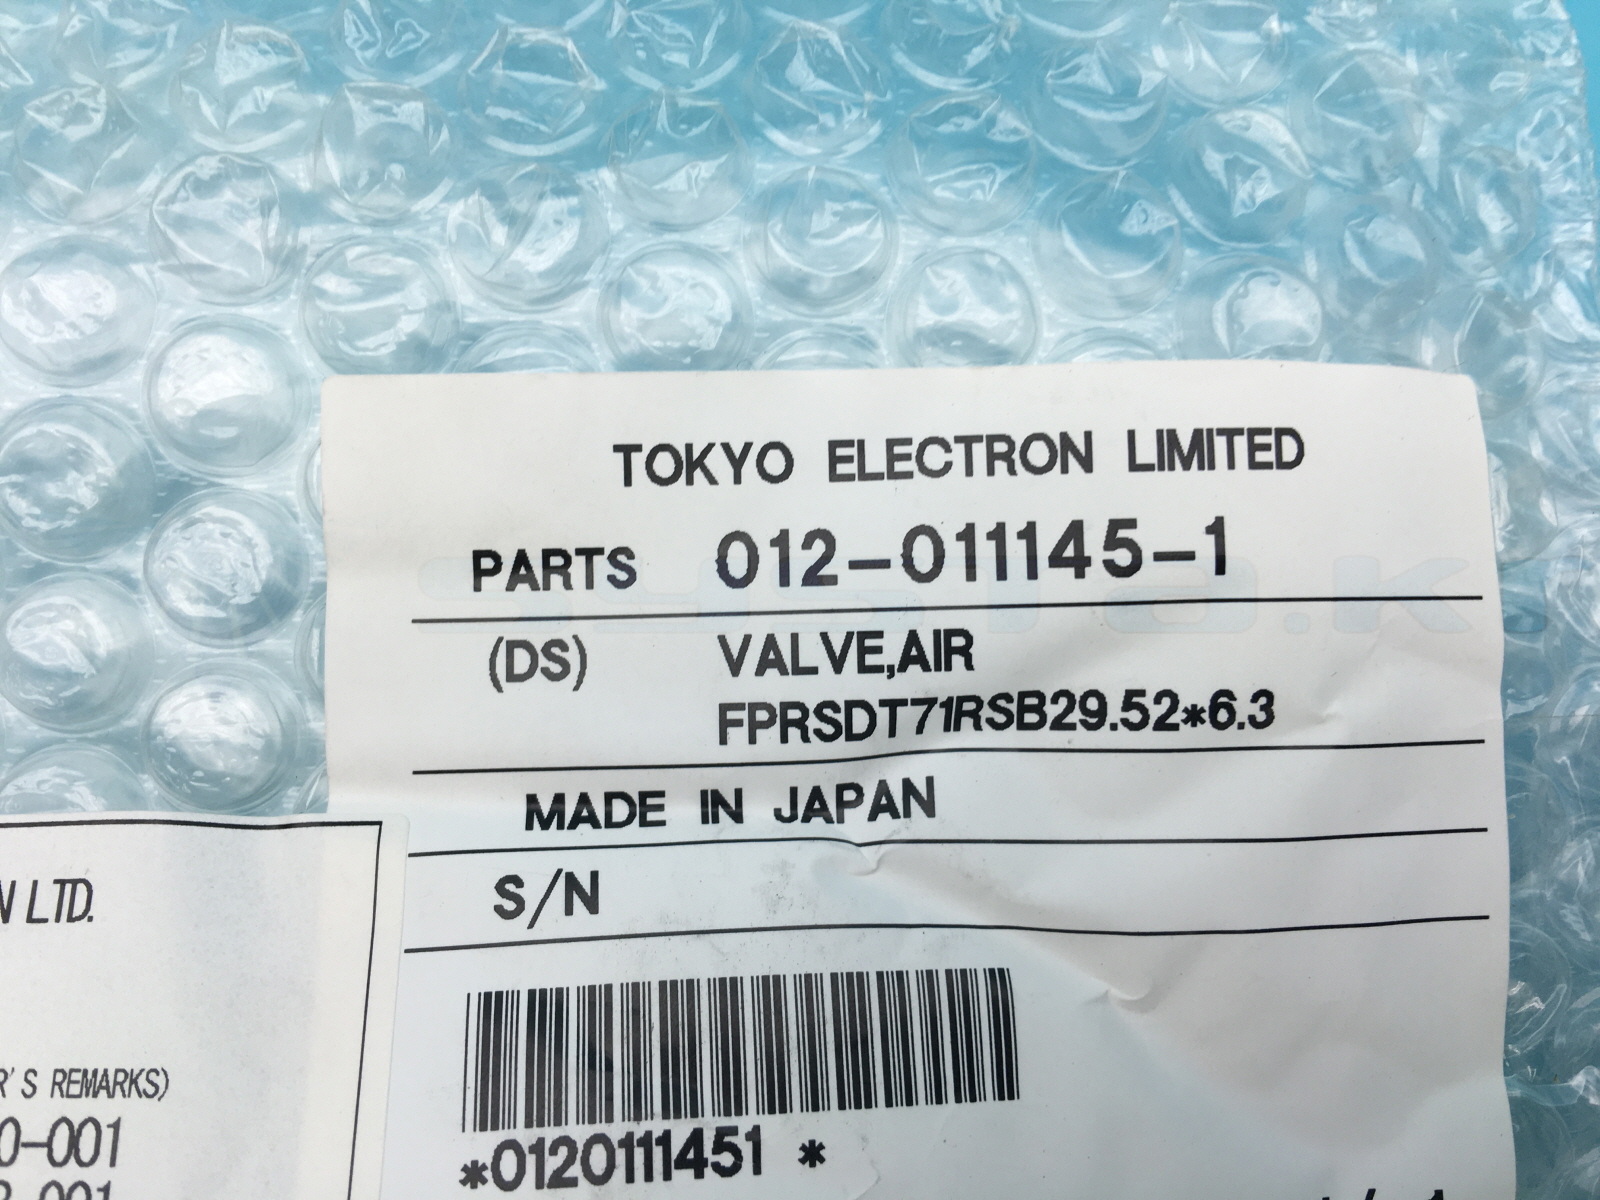 TOKYO ELECTRON LIMITED
PARTS 012-011145-1
(DS) VALVE,AIR
FPRSDT71RSB29.52*6.3
MADE IN JAPAN
S/N
*0120111451 *
LTD.
R'S REMARKS)
0-001